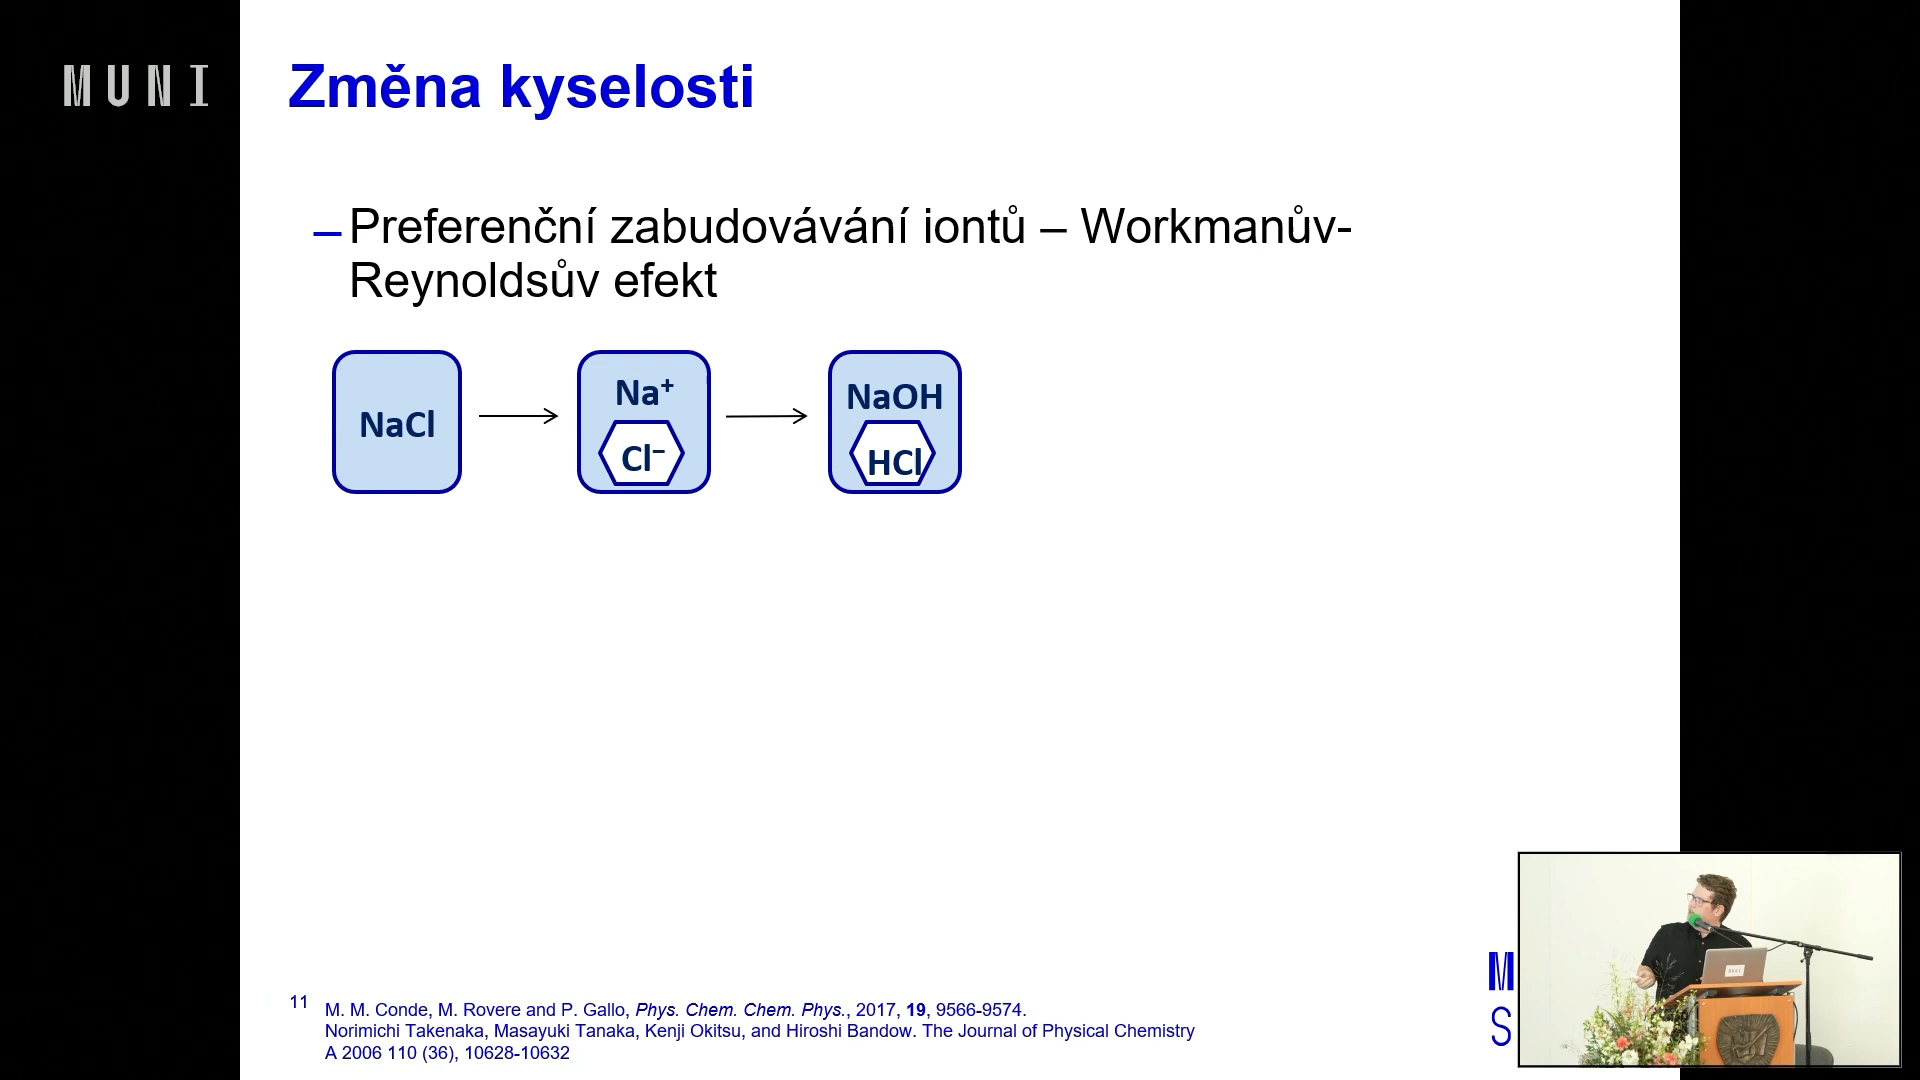 MUNI
Změna kyselosti
– Preferenční zabudovávání iontů – Workmanův-
Reynoldsův efekt
NaCl
Na⁺
Cl⁻
NaOH
HCl
11
M. M. Conde, M. Rovere and P. Gallo, Phys. Chem. Chem. Phys., 2017, 19, 9566-9574.
Norimichi Takenaka, Masayuki Tanaka, Kenji Okitsu, and Hiroshi Bandow. The Journal of Physical Chemistry
A 2006 110 (36), 10628-10632
M
S